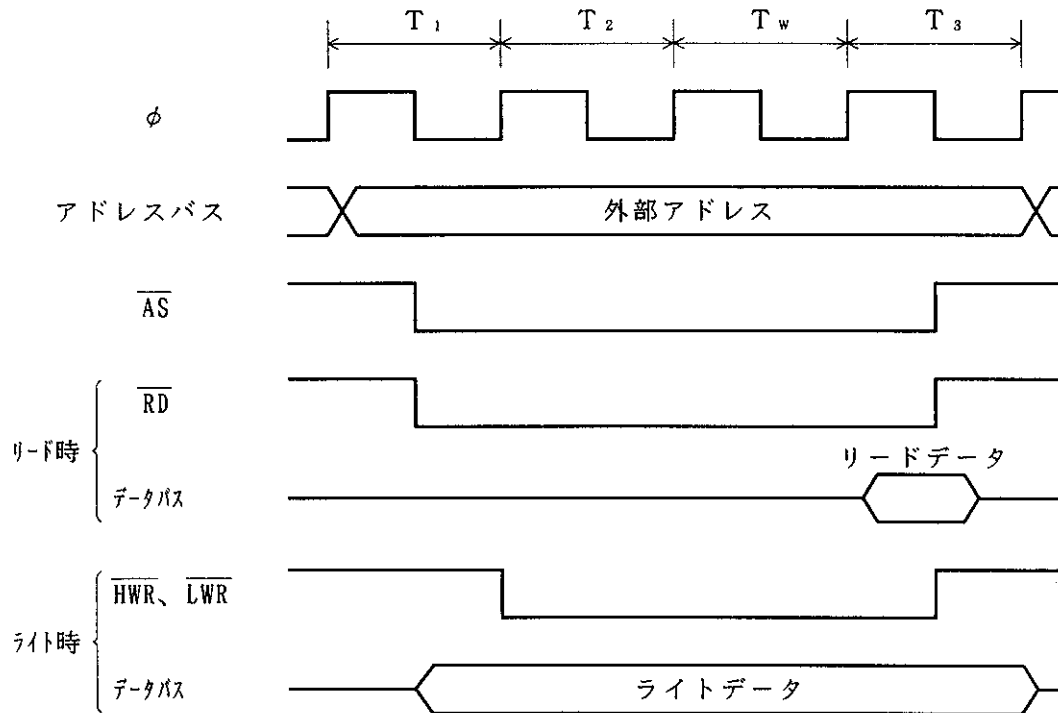 T₁ T₂ Tw T₃
φ
アドレスバス 外部アドレス
AS
リード時
RD
データバス リードデータ
ライト時
HWR、LWR
データバス ライトデータ